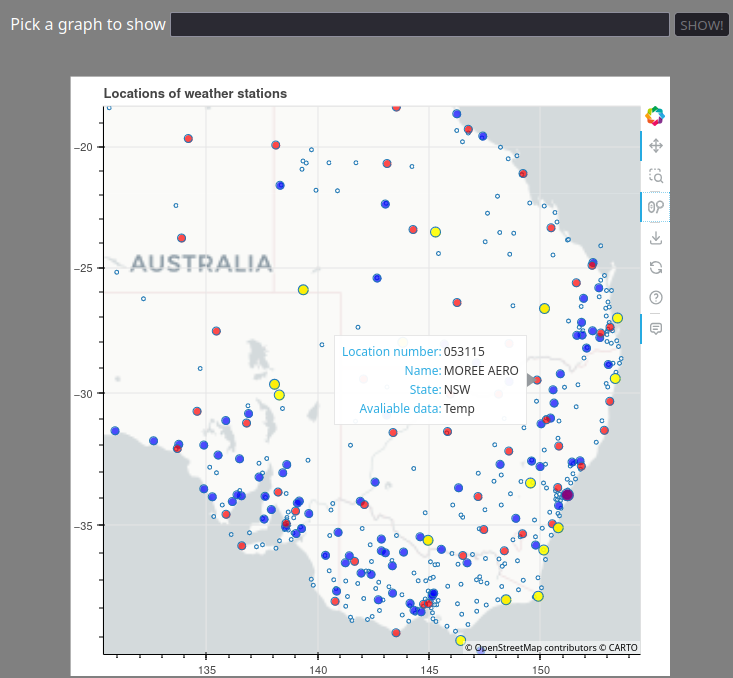 Pick a graph to show
SHOW!
Locations of weather stations
−20
−25
−30
−35
AUSTRALIA
Location number: 053115
Name: MOREE AERO
State: NSW
Avaliable data: Temp
© OpenStreetMap contributors © CARTO
135
140
145
150